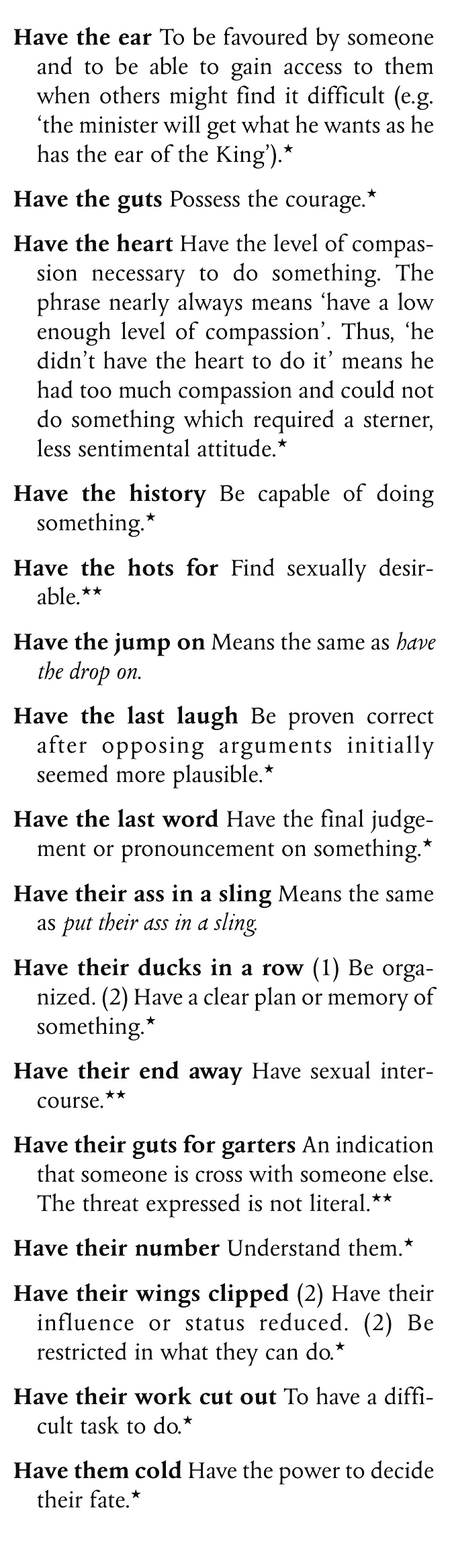 Have the ear To be favoured by someone
and to be able to gain access to them
when others might find it difficult (e.g.
‘the minister will get what he wants as he
has the ear of the King’).★
Have the guts Possess the courage.★
Have the heart Have the level of compas-
sion necessary to do something. The
phrase nearly always means ‘have a low
enough level of compassion’. Thus, ‘he
didn’t have the heart to do it’ means he
had too much compassion and could not
do something which required a sterner,
less sentimental attitude.★
Have the history Be capable of doing
something.★
Have the hots for Find sexually desir-
able.★★
Have the jump on Means the same as have
the drop on.
Have the last laugh Be proven correct
after opposing arguments initially
seemed more plausible.★
Have the last word Have the final judge-
ment or pronouncement on something.★
Have their ass in a sling Means the same
as put their ass in a sling.
Have their ducks in a row (1) Be orga-
nized. (2) Have a clear plan or memory of
something.★
Have their end away Have sexual inter-
course.★★
Have their guts for garters An indication
that someone is cross with someone else.
The threat expressed is not literal.★★
Have their number Understand them.★
Have their wings clipped (2) Have their
influence or status reduced. (2) Be
restricted in what they can do.★
Have their work cut out To have a diffi-
cult task to do.★
Have them cold Have the power to decide
their fate.★